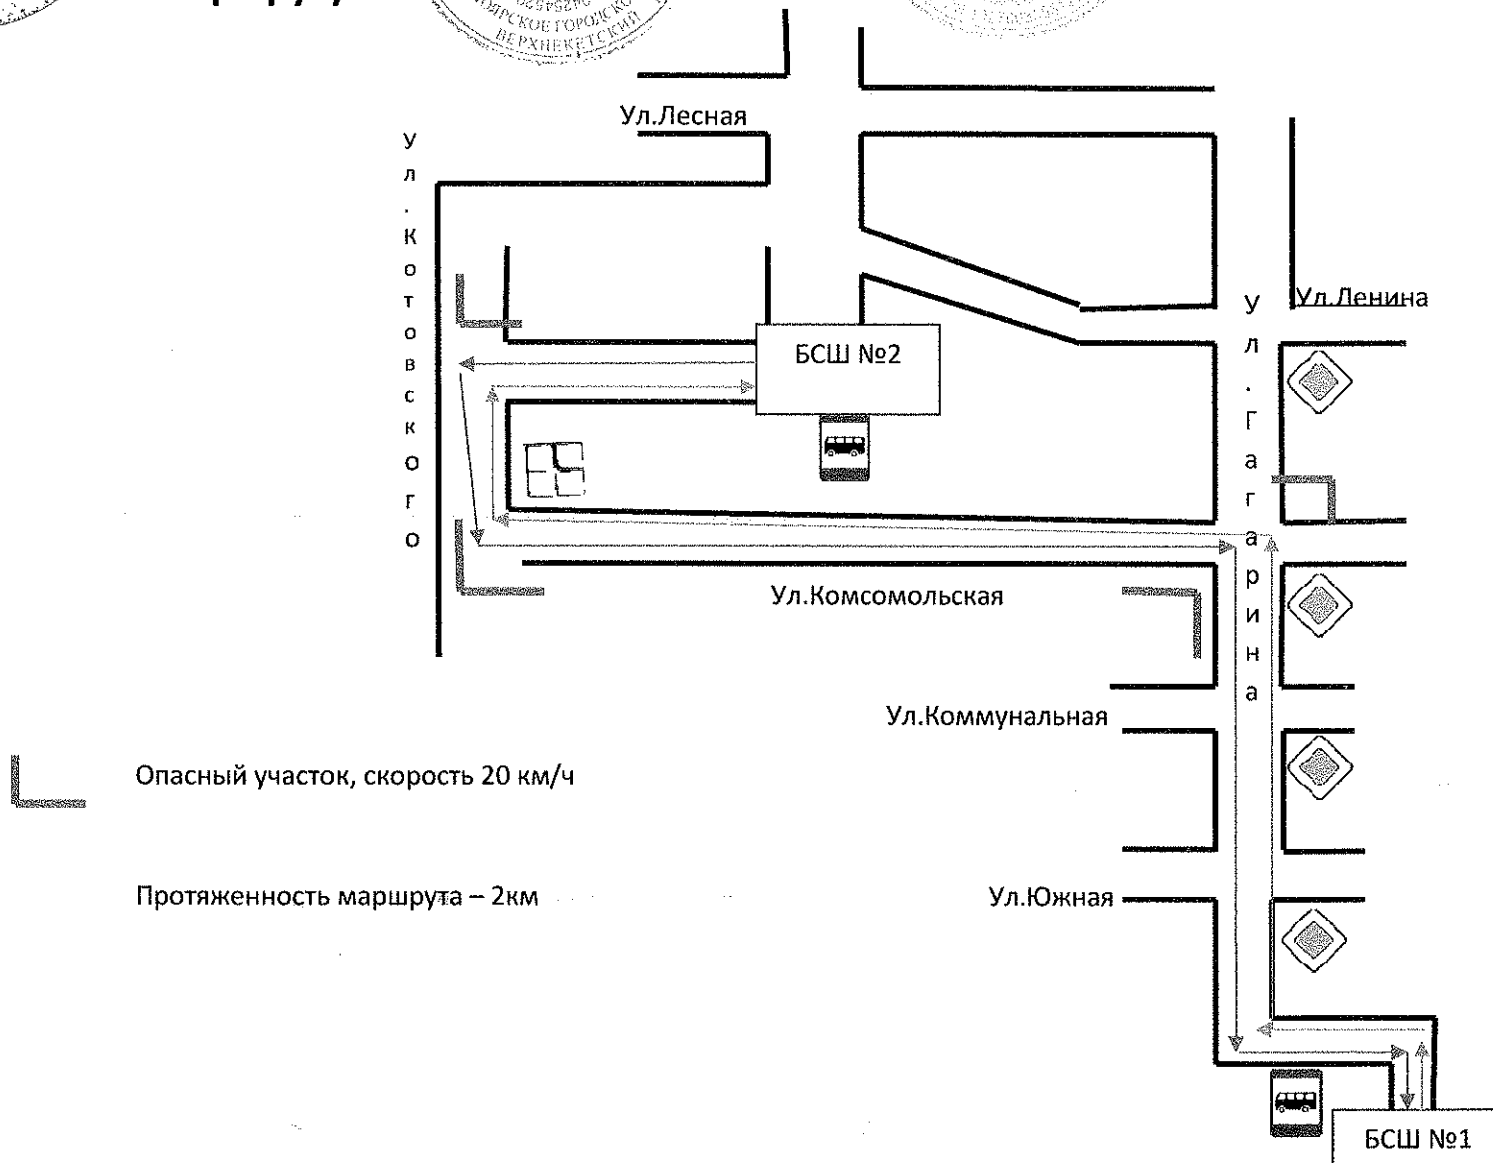 ВЕРХНЕКЕТСКИЙ
Ул.Лесная
Ул.Котовского
Ул.Ленина
Ул.Гагарина
БСШ №2
Ул.Комсомольская
Ул.Коммунальная
Опасный участок, скорость 20 км/ч
Протяженность маршрута – 2км
Ул.Южная
БСШ №1